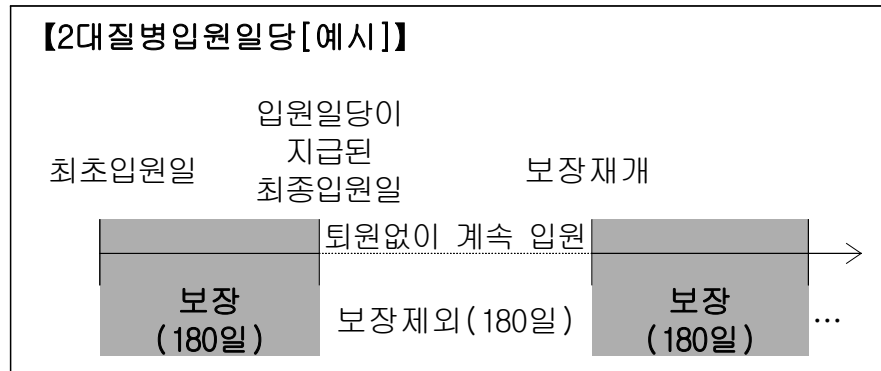 【2대질병입원일당[예시]】
입원일당이
지급된
최초입원일 최종입원일 보장재개
퇴원없이 계속 입원
보장 보장
(180일) 보장제외(180일) (180일) …